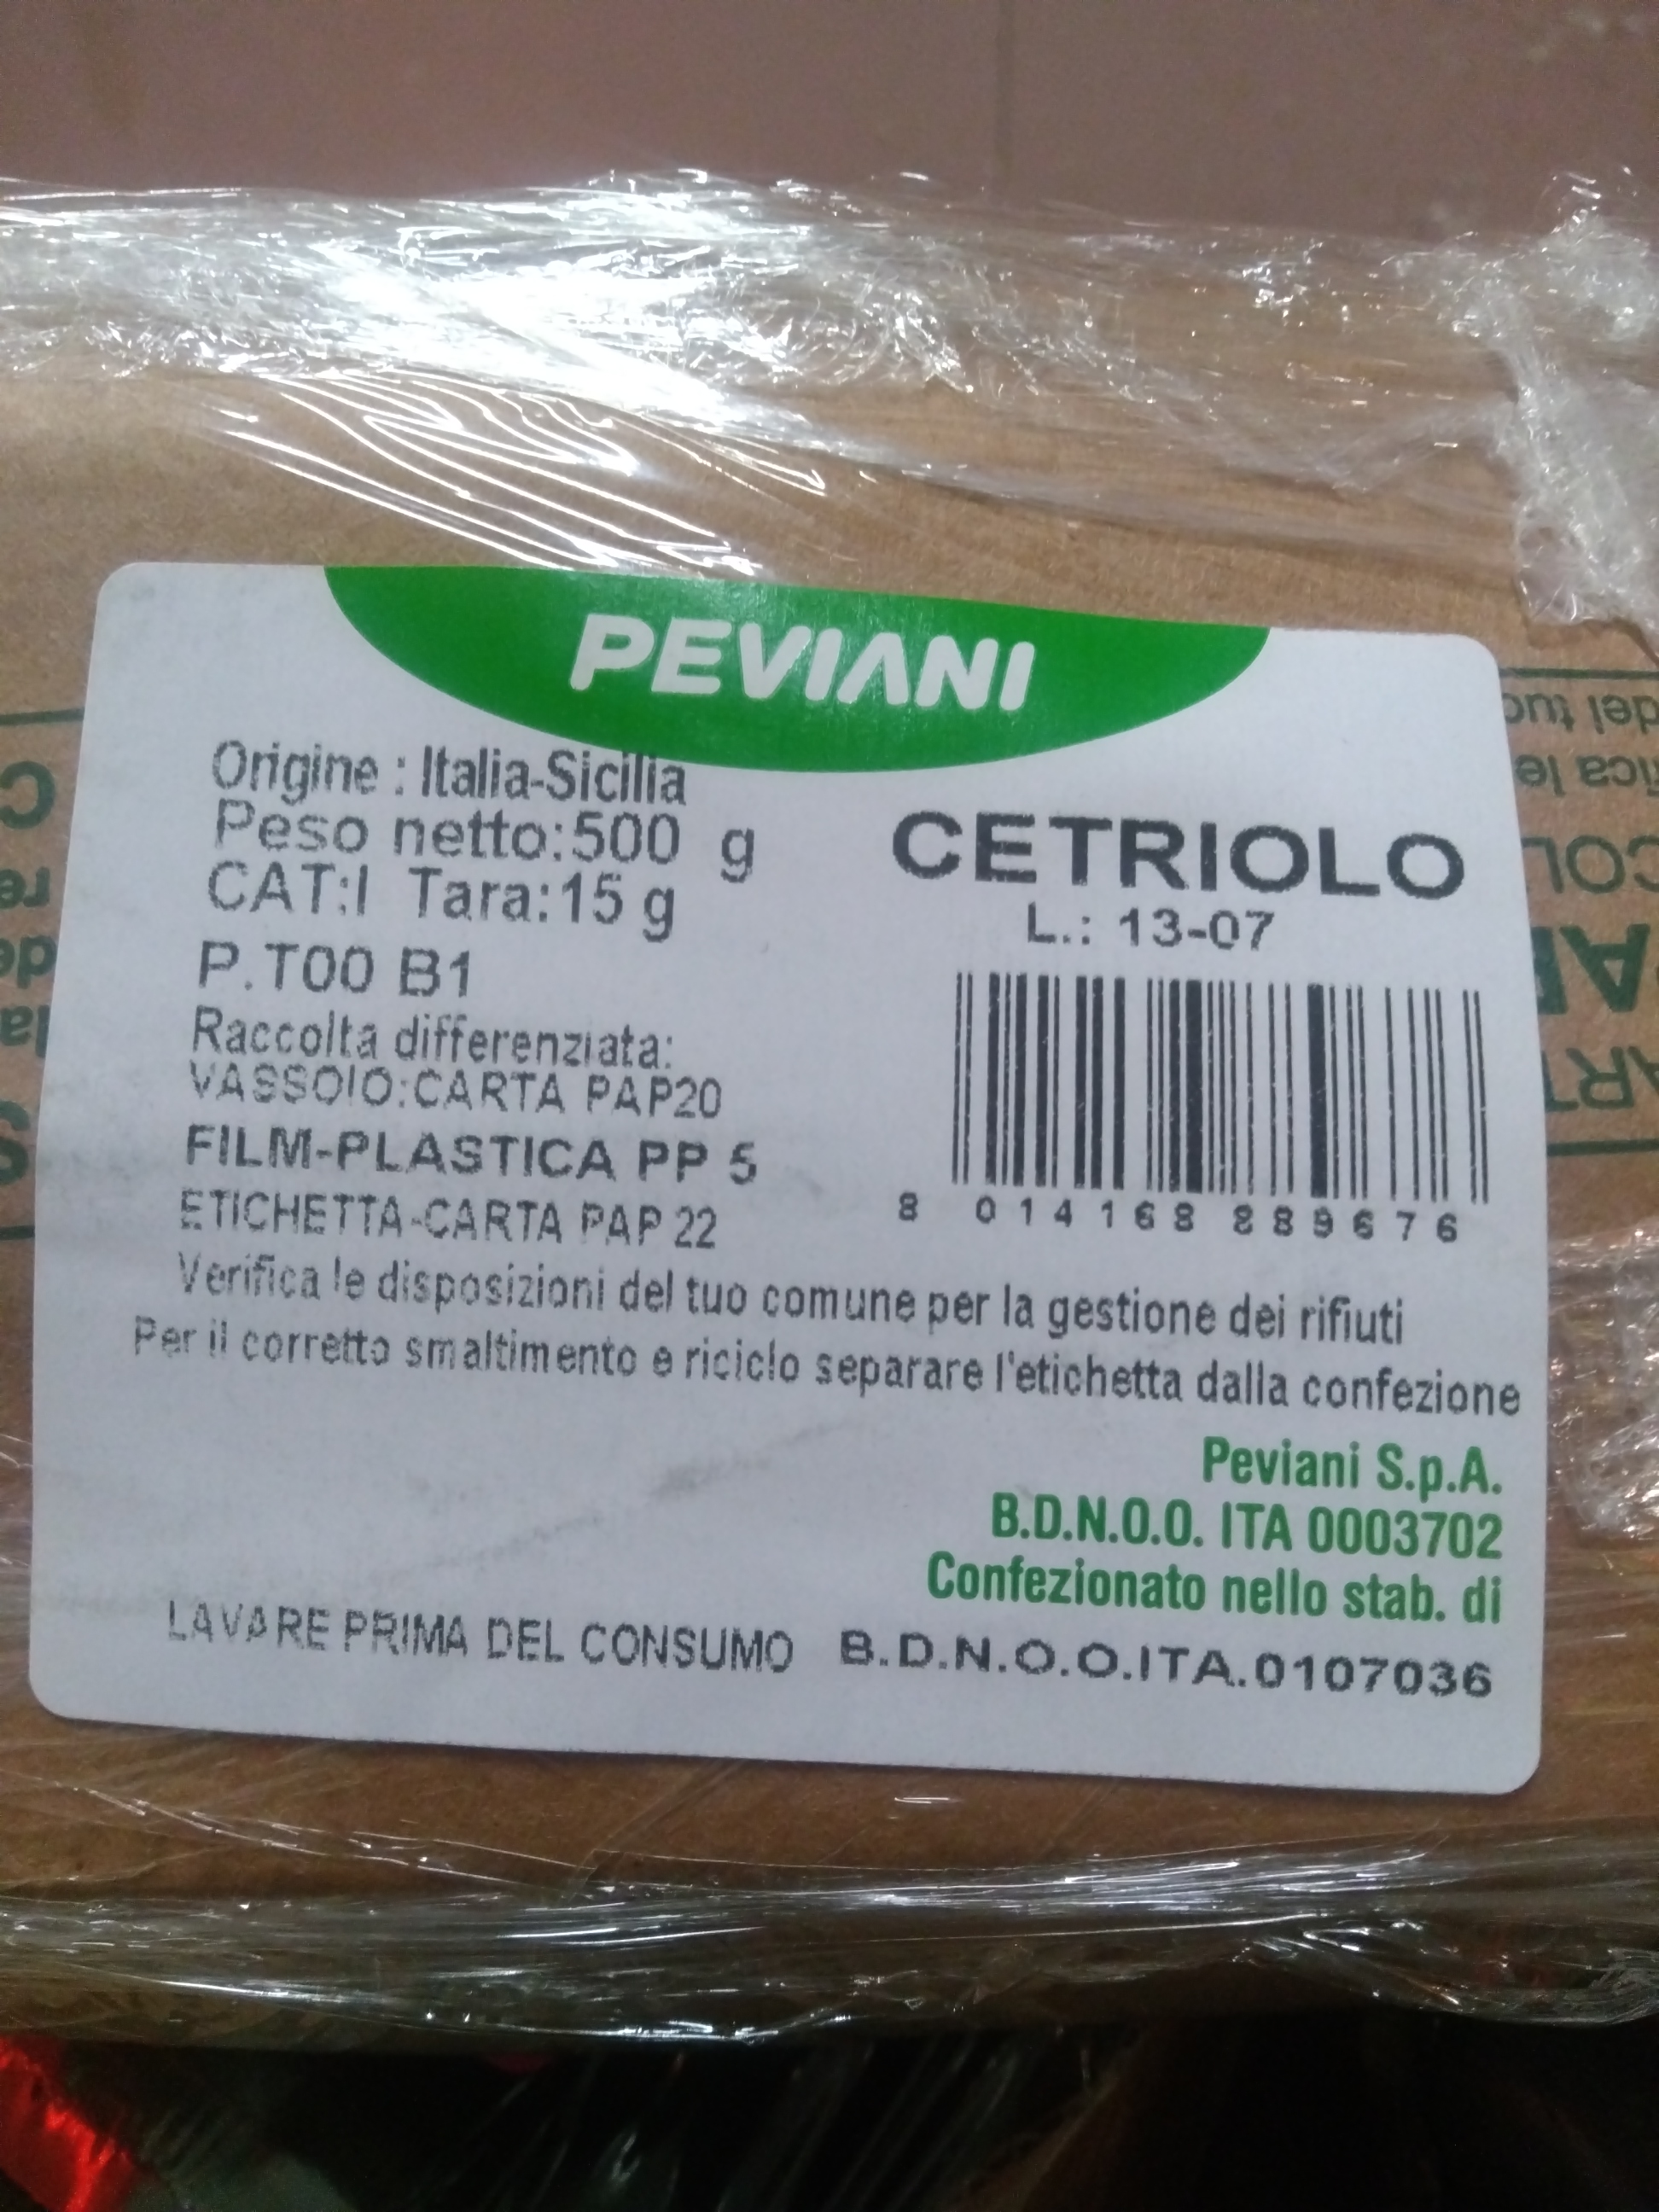 PEVIANI
Origine : Italia-Sicilia
Peso netto:500 g
CAT:I Tara:15 g
P.T00 B1
Raccolta differenziata:
VASSOIO:CARTA PAP20
FILM-PLASTICA PP 5
ETICHETTA-CARTA PAP 22
CETRIOLO
L.: 13-07
8 014168 889676
Verifica le disposizioni del tuo comune per la gestione dei rifiuti
Per il corretto smaltimento e riciclo separare l'etichetta dalla confezione
Peviani S.p.A.
B.D.N.O.O. ITA 0003702
Confezionato nello stab. di
LAVARE PRIMA DEL CONSUMO B.D.N.O.O.ITA.0107036
del tuo